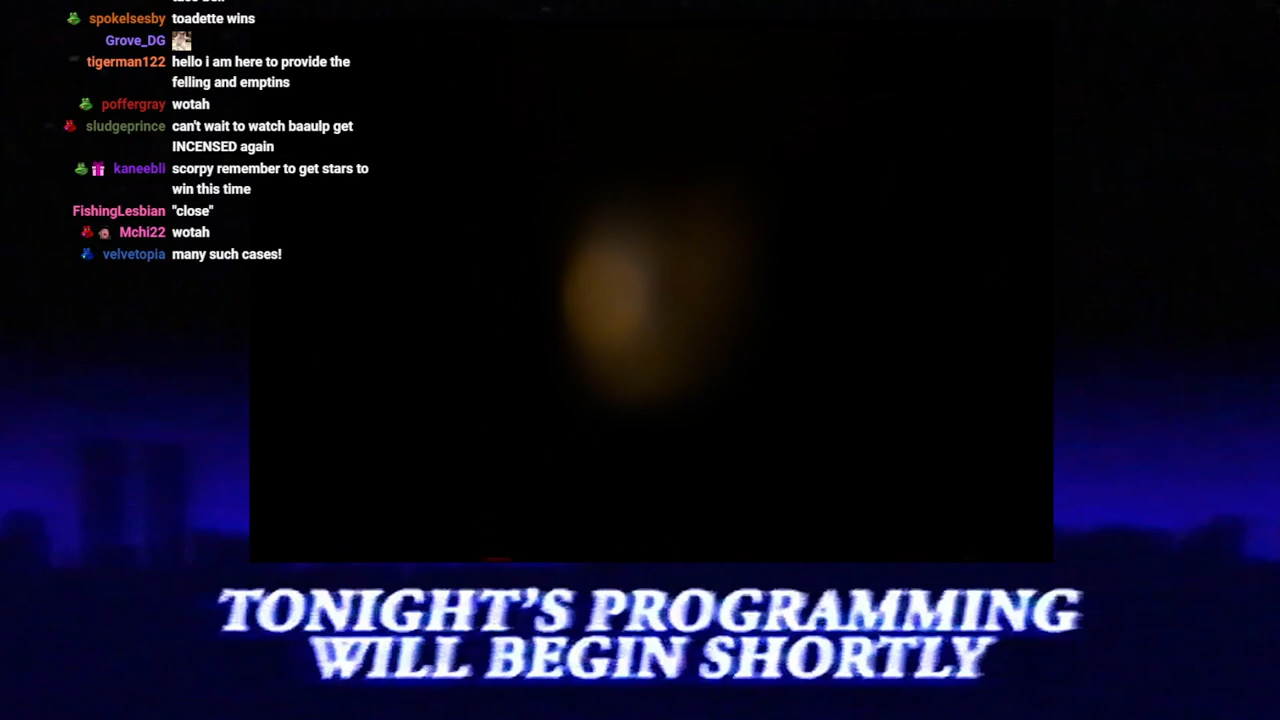 spokelsesby toadette wins
Grove_DG
tigerman122 hello i am here to provide the
felling and emptins
poffergray wotah
sludgeprince can't wait to watch baaulp get
INCENSED again
kaneebli scorpy remember to get stars to
win this time
FishingLesbian "close"
Mchi22 wotah
velvetopia many such cases!
TONIGHT'S PROGRAMMING
WILL BEGIN SHORTLY